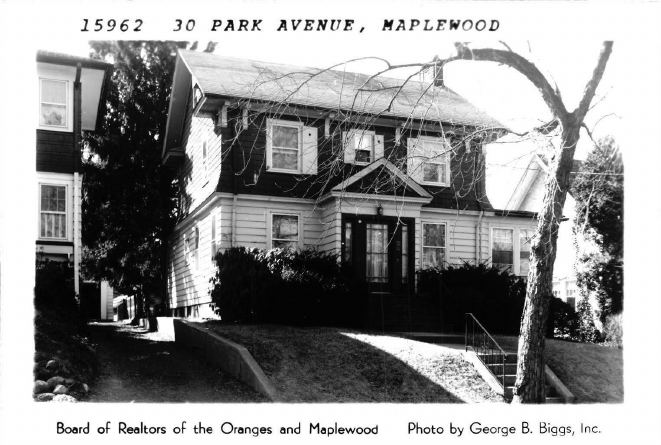 15962 30 PARK AVENUE, MAPLEWOOD
Board of Realtors of the Oranges and Maplewood Photo by George B. Biggs, Inc.